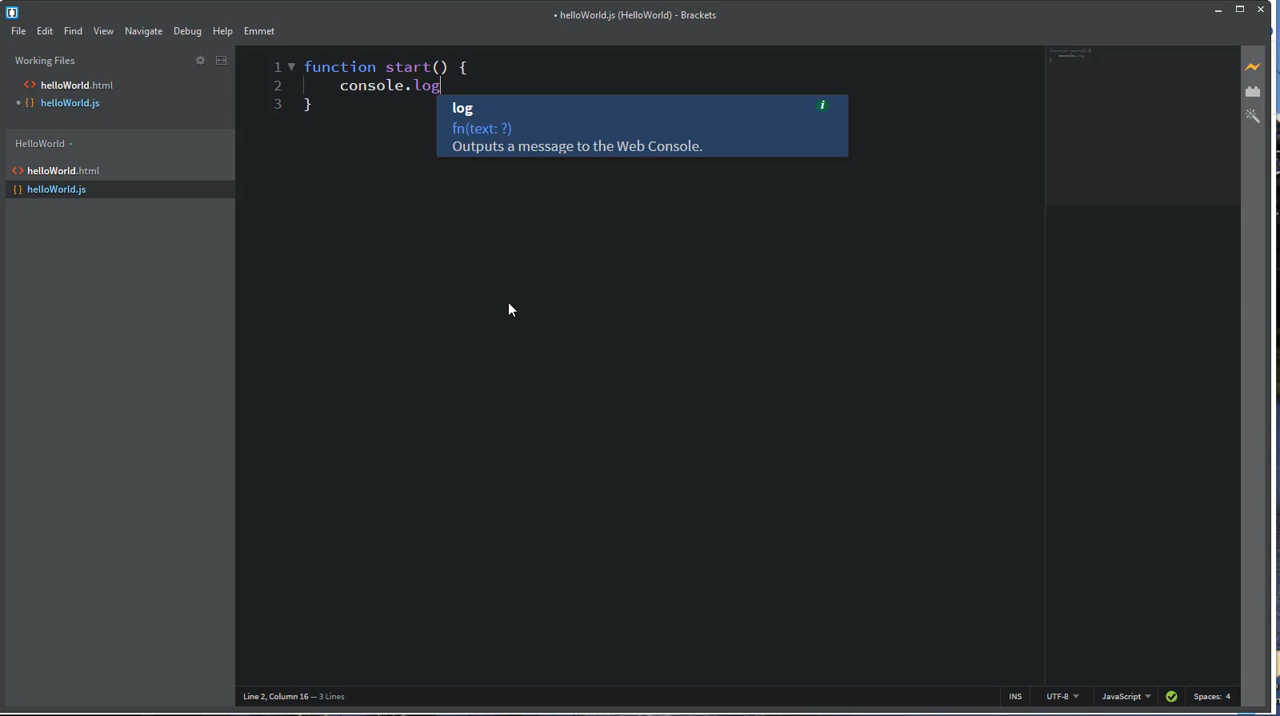 • helloWorld.js (HelloWorld) - Brackets
File Edit Find View Navigate Debug Help Emmet
Working Files
<> helloWorld.html
• {} helloWorld.js
HelloWorld
<> helloWorld.html
{} helloWorld.js
1 function start() {
2 console.log
3 }
log
fn(text: ?)
Outputs a message to the Web Console.
Line 2, Column 16 — 3 Lines
INS UTF-8 JavaScript Spaces: 4